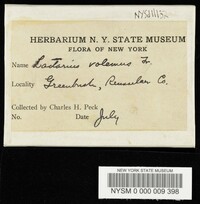 HERBARIUM N. Y. STATE MUSEUM
FLORA OF NEW YORK
Name Lactarius volemus Fr.
Locality Greenbush, Rensselaer Co.
Collected by Charles H. Peck
No. Date July
NEW YORK STATE MUSEUM
NYSM 0 000 009 398